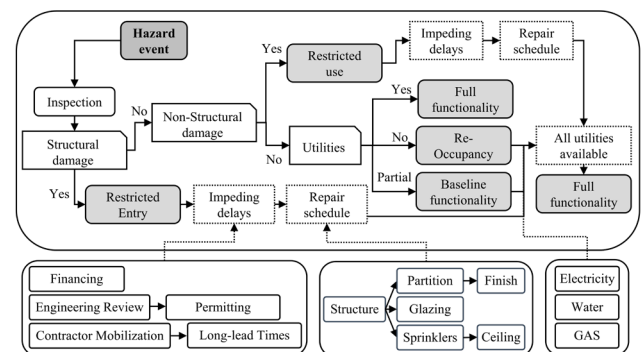 Hazard
event
Yes
Restricted
use
Impeding
delays
Repair
schedule
Inspection
No
Non-Structural
damage
Yes
Full
functionality
Structural
damage
No
Utilities
No
Re-
Occupancy
All utilities
available
Partial
Baseline
functionality
Full
functionality
Yes
Restricted
Entry
Impeding
delays
Repair
schedule
Financing
Engineering Review
Permitting
Contractor Mobilization
Long-lead Times
Structure
Partition
Finish
Glazing
Sprinklers
Ceiling
Electricity
Water
GAS